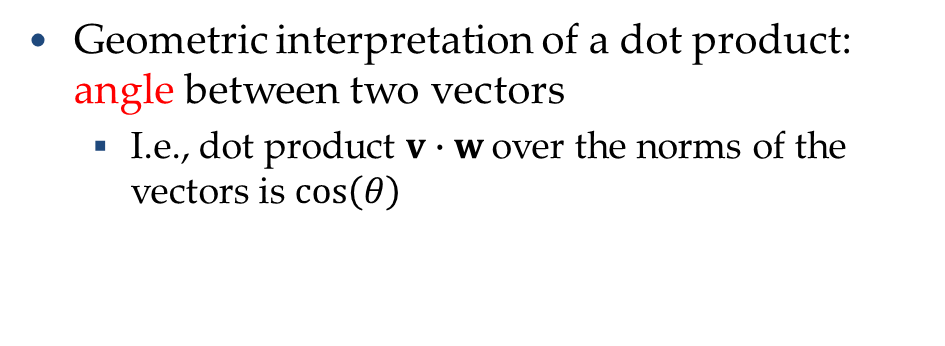 • Geometric interpretation of a dot product:
angle between two vectors
▪ I.e., dot product v · w over the norms of the
vectors is cos(θ)